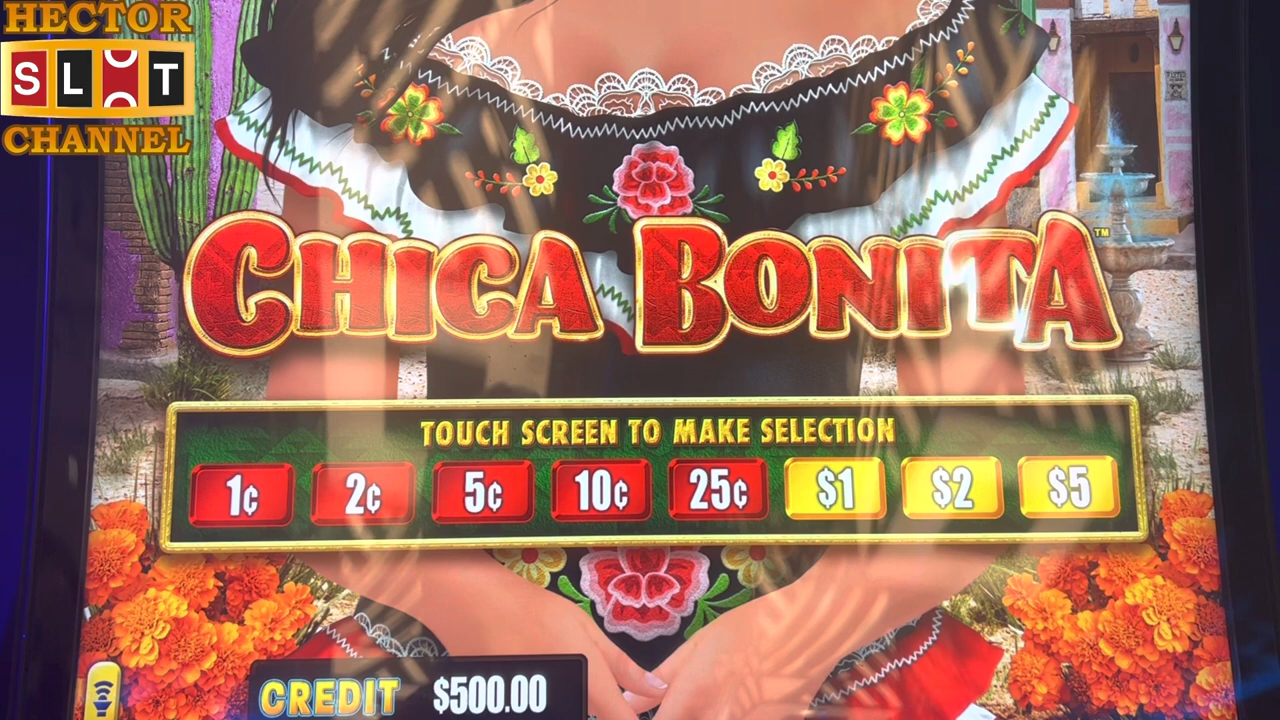 HECTOR
SLOT
CHANNEL
CHICA BONITA™
TOUCH SCREEN TO MAKE SELECTION
1¢ 2¢ 5¢ 10¢ 25¢ $1 $2 $5
CREDIT $500.00